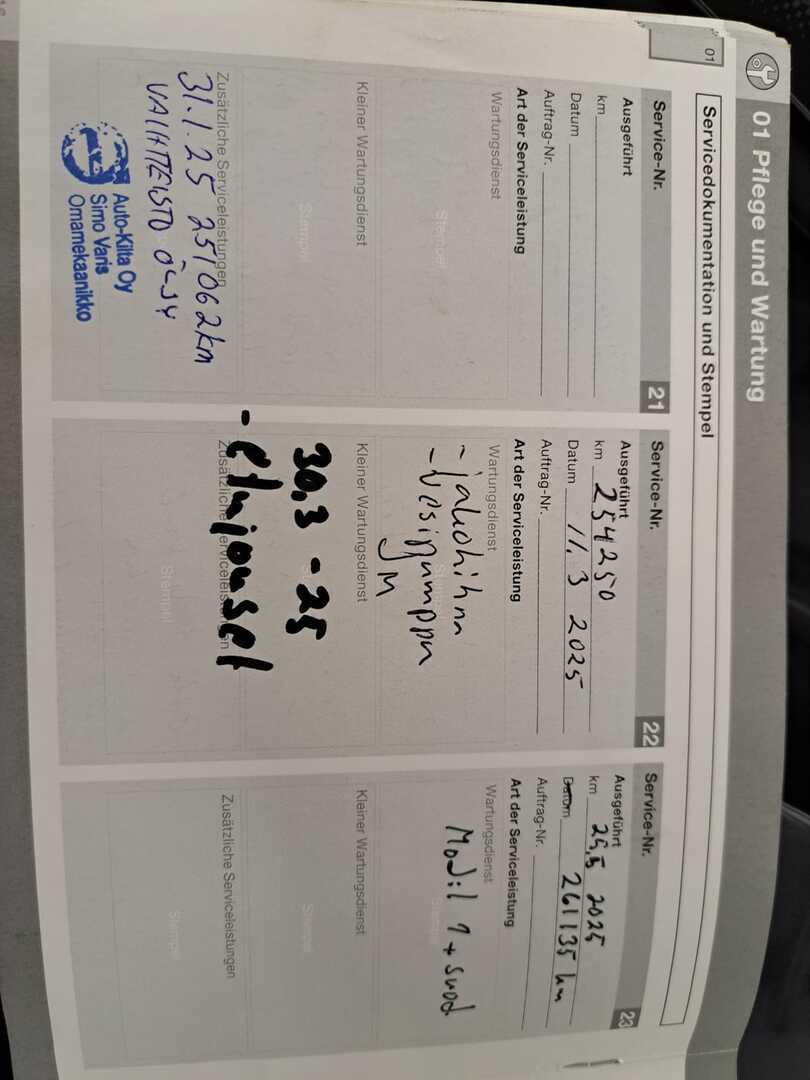 01 Pflege und Wartung
01
Servicedokumentation und Stempel
Service-Nr. 21
Ausgeführt
km
Datum
Auftrag-Nr.
Art der Serviceleistung
Wartungsdienst
Stempel
Kleiner Wartungsdienst
Stempel
Zusätzliche Serviceleistungen
31.1.25 251062km
VAIHTEISTO ÖLJY
Auto-Kilta Oy
Simo Varis
Omamekaanikko
Service-Nr. 22
Ausgeführt
km 254250
Datum 11.3 2025
Auftrag-Nr.
Art der Serviceleistung
Wartungsdienst
- jakohihna
- Vesipumppu
Kleiner Wartungsdienst
30.3-25
Zusätzliche Serviceleistungen
- etujouset
Stempel
Service-Nr. 23
Ausgeführt
km 25,5 2025
Datum 261135 km
Auftrag-Nr.
Art der Serviceleistung
Wartungsdienst
Stempel
+ suod
Kleiner Wartungsdienst
Stempel
Zusätzliche Serviceleistungen
Stempel